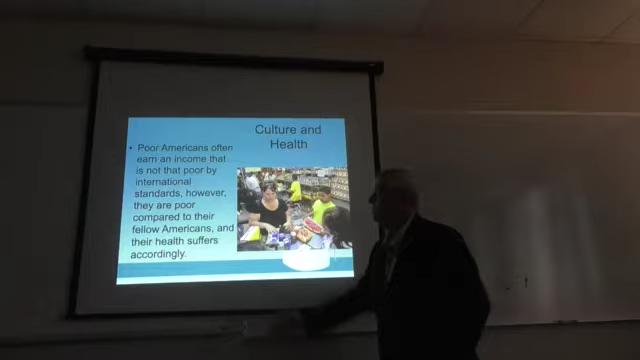 Culture and
Health
• Poor Americans often
earn an income that
is not that poor by
international
standards, however,
they are poor
compared to their
fellow Americans, and
their health suffers
accordingly.